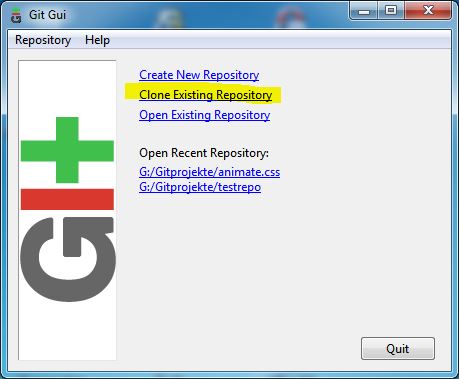 Git Gui
Repository Help
Create New Repository
Clone Existing Repository
Open Existing Repository
Open Recent Repository:
G:/Gitprojekte/animate.css
G:/Gitprojekte/testrepo
GIt
Quit